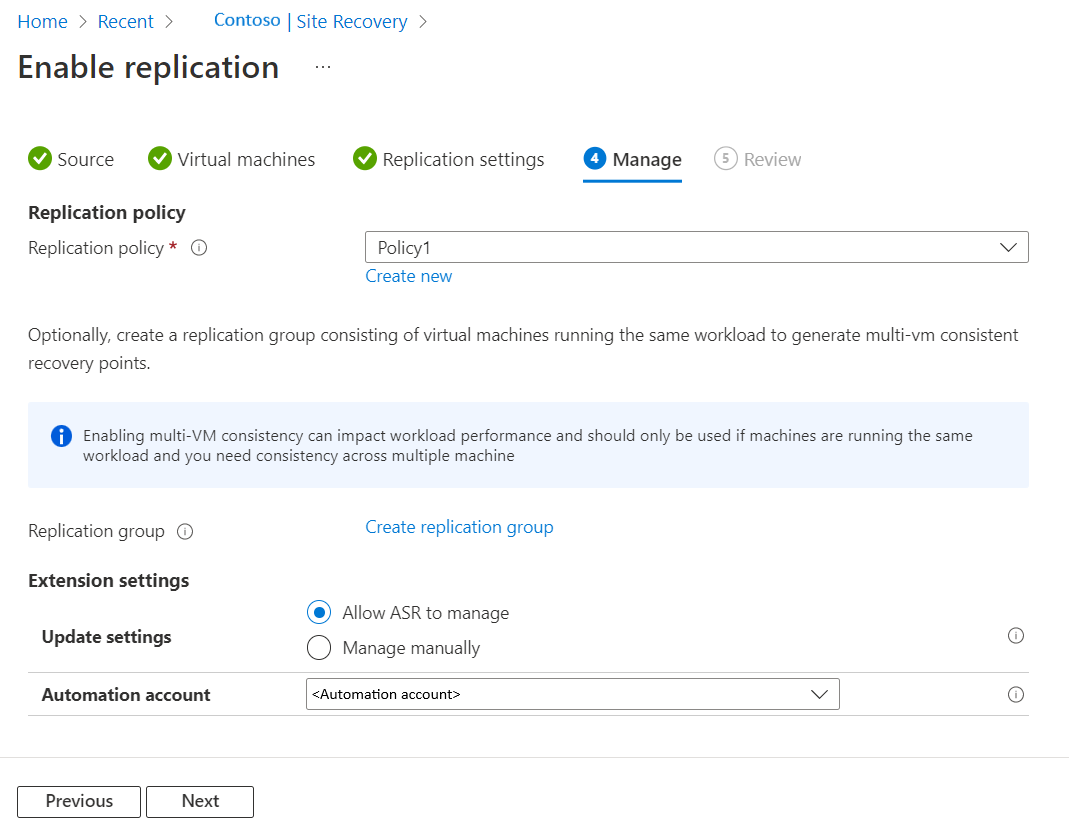 Home > Recent > Contoso | Site Recovery >
Enable replication ...
Source Virtual machines Replication settings 4 Manage 5 Review
Replication policy
Replication policy * Policy1
Create new
Optionally, create a replication group consisting of virtual machines running the same workload to generate multi-vm consistent
recovery points.
Enabling multi-VM consistency can impact workload performance and should only be used if machines are running the same
workload and you need consistency across multiple machine
Replication group Create replication group
Extension settings
Allow ASR to manage
Update settings
Manage manually
Automation account <Automation account>
Previous Next